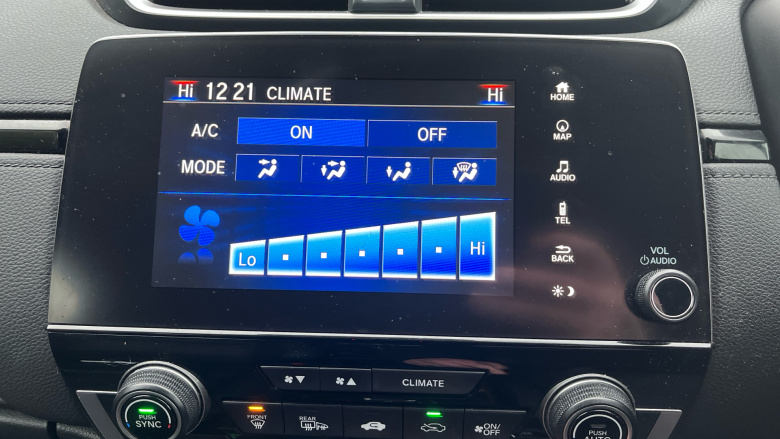 Hi 12 21 CLIMATE Hi
HOME
A/C ON OFF
MAP
MODE
AUDIO
TEL
Lo Hi
BACK
VOL
AUDIO
CLIMATE
PUSH
SYNC
FRONT
REAR
ON/
OFF
PUSH
AUTO